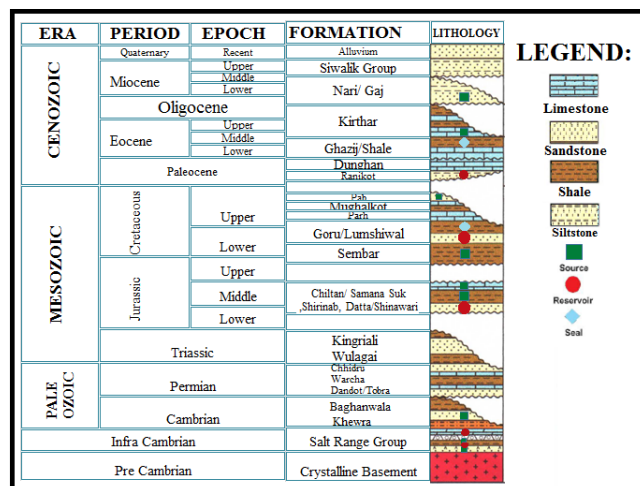 ERA PERIOD EPOCH FORMATION LITHOLOGY
CENOZOIC
Quaternary Recent Alluvium
Miocene
Upper Siwalik Group
Middle
Lower
Nari/ Gaj
Oligocene
Eocene
Upper
Middle
Lower
Kirthar
Ghazij/Shale
Paleocene
Dunghan
Ranikot
MESOZOIC
Cretaceous
Upper
Lower
Pab
Mughalkot
Parh
Goru/Lumshiwal
Sembar
Jurassic
Upper
Middle
Lower
Chiltan/ Samana Suk
,Shirinab, Datta/Shinawari
Triassic
Kingriali
Wulagai
PALE
OZOIC
Permian
Chhidru
Warcha
Dandot/Tobra
Cambrian
Baghanwala
Khewra
Infra Cambrian Salt Range Group
Pre Cambrian Crystalline Basement
LEGEND:
Limestone
Sandstone
Shale
Siltstone
Source
Reservoir
Seal